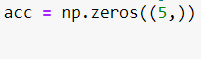 acc = np.zeros((5,))